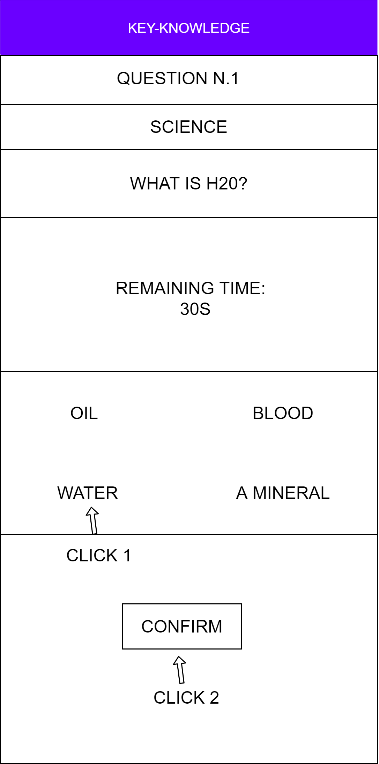 KEY-KNOWLEDGE
QUESTION N.1
SCIENCE
WHAT IS H20?
REMAINING TIME:
30S
OIL
BLOOD
WATER
A MINERAL
CLICK 1
CONFIRM
CLICK 2